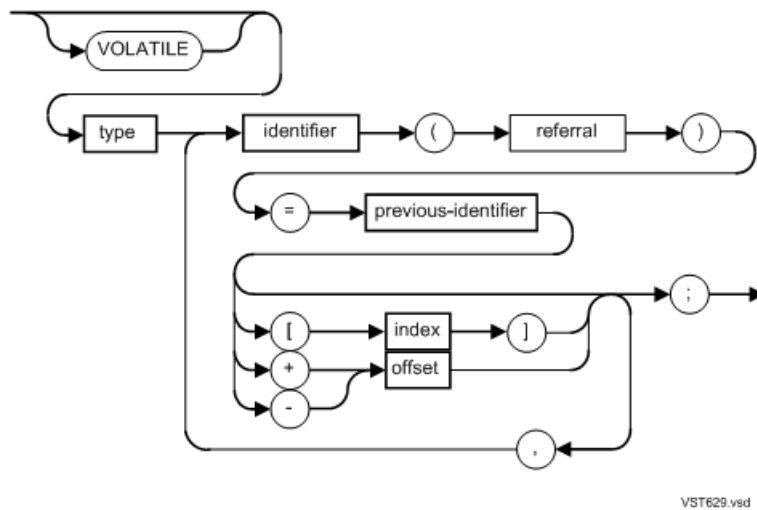 VOLATILE
type identifier ( referral )
= previous-identifier
;
[ index ]
+ offset
-
,
VST629.vsd